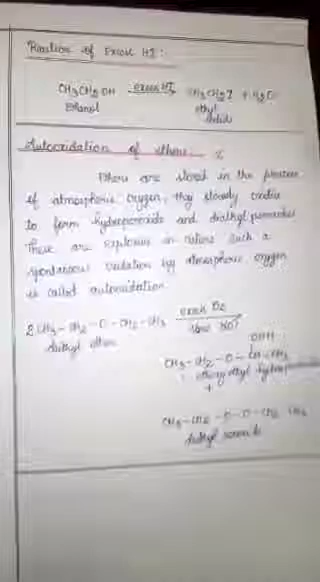 Reaction of Excess HI :
CH3CH2OH excess HI → CH3CH2I + H2O
Ethanol ethyl
Autooxidation of ethers :
Ethers are stored in the presence
of atmospheric oxygen, they slowly oxidise
to form hydroperoxide and dialkyl peroxides
These are explosive in nature such a
spontaneous oxidation by atmospheric oxygen
is called autooxidation
2 CH3 - CH2 - O - CH2 - CH3 excess O2
diethyl ether slow
OOH
CH3 - CH2 - O - CH - CH3
+
CH3 - CH2 - O - O - CH2 CH3
diethyl